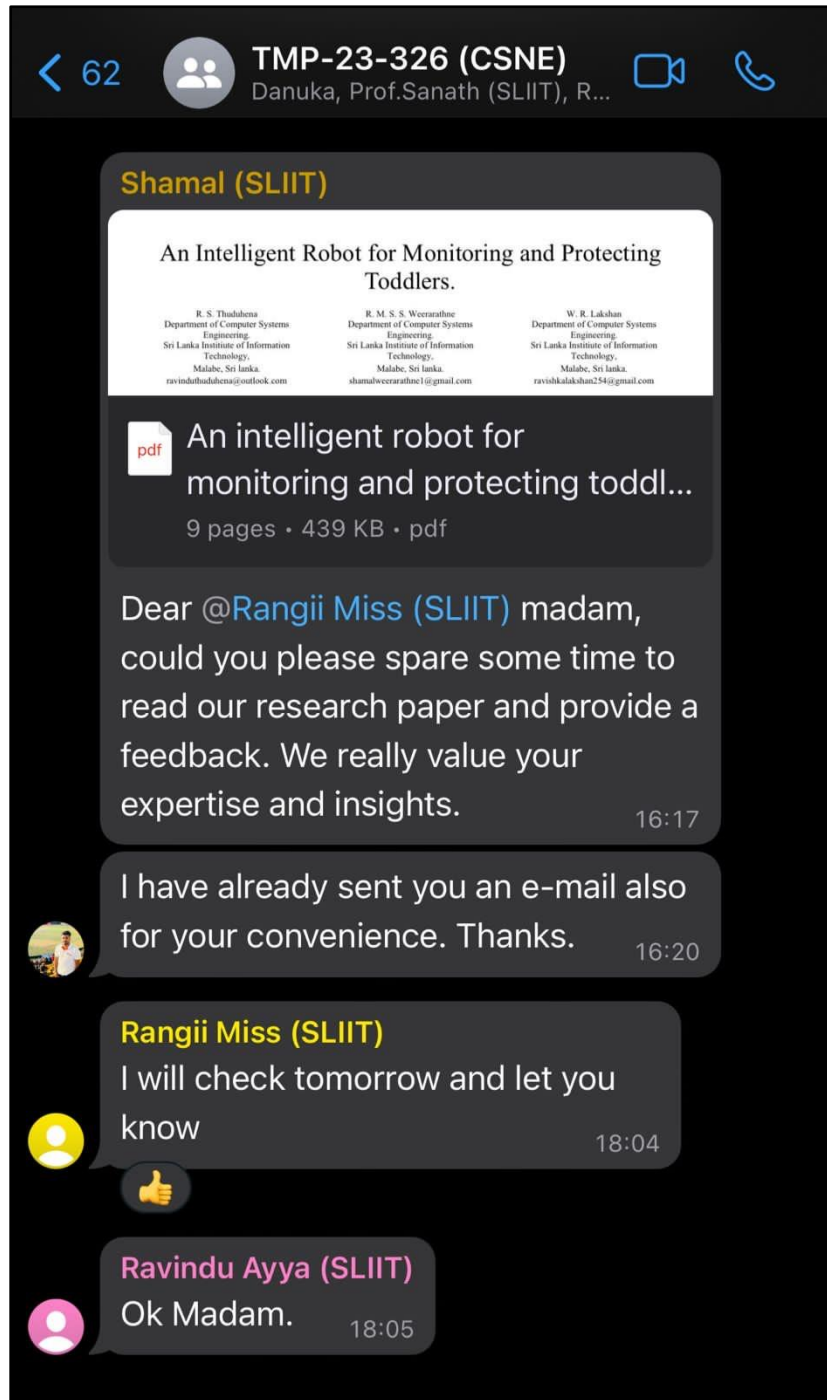 62
TMP-23-326 (CSNE)
Danuka, Prof.Sanath (SLIIT), R...
Shamal (SLIIT)
An Intelligent Robot for Monitoring and Protecting
Toddlers.
R. S. Thuduhena
Department of Computer Systems
Engineering.
Sri Lanka Institiute of Information
Technology,
Malabe, Sri lanka.
ravinduthuduhena@outlook.com
R. M. S. S. Weerarathne
Department of Computer Systems
Engineering.
Sri Lanka Institiute of Information
Technology,
Malabe, Sri lanka.
shamalweerarathne1@gmail.com
W. R. Lakshan
Department of Computer Systems
Engineering.
Sri Lanka Institiute of Information
Technology,
Malabe, Sri lanka.
ravishkalakshan254@gmail.com
pdf
An intelligent robot for
monitoring and protecting toddl...
9 pages • 439 KB • pdf
Dear @Rangii Miss (SLIIT) madam,
could you please spare some time to
read our research paper and provide a
feedback. We really value your
expertise and insights.
16:17
I have already sent you an e-mail also
for your convenience. Thanks.
16:20
Rangii Miss (SLIIT)
I will check tomorrow and let you
know
18:04
Ravindu Ayya (SLIIT)
Ok Madam.
18:05